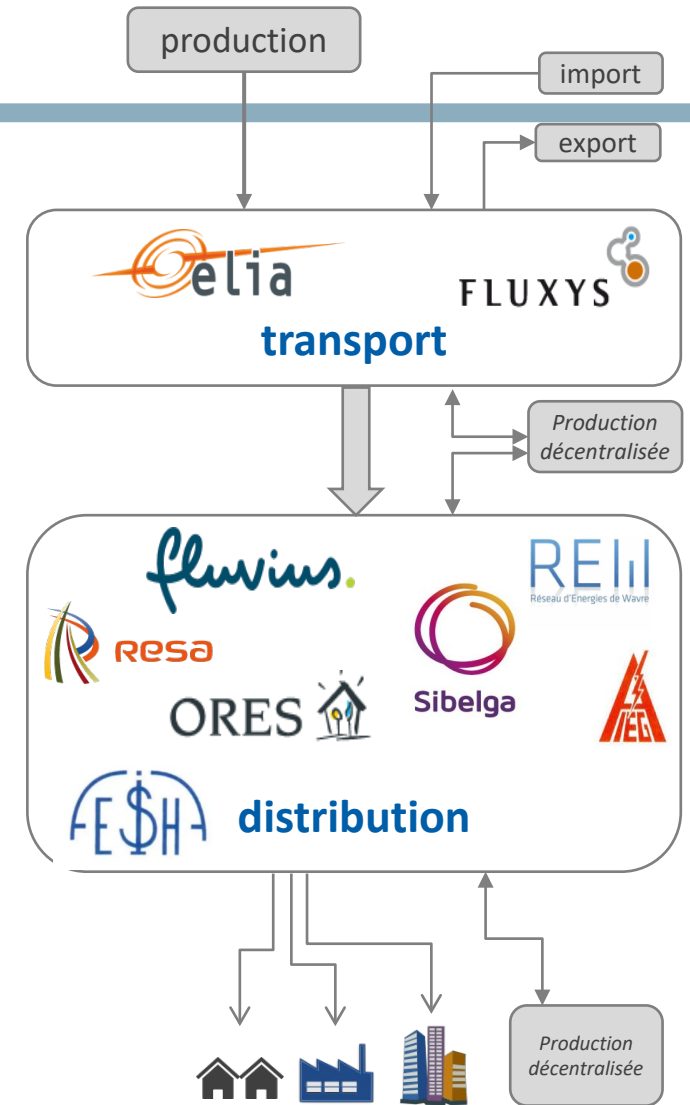 production
import
export
elia
FLUXYS
transport
Production
décentralisée
fluvius.
REW
Réseau d'Energies de Wavre
RESA
Sibelga
ORES
AIEG
AIESH
distribution
Production
décentralisée